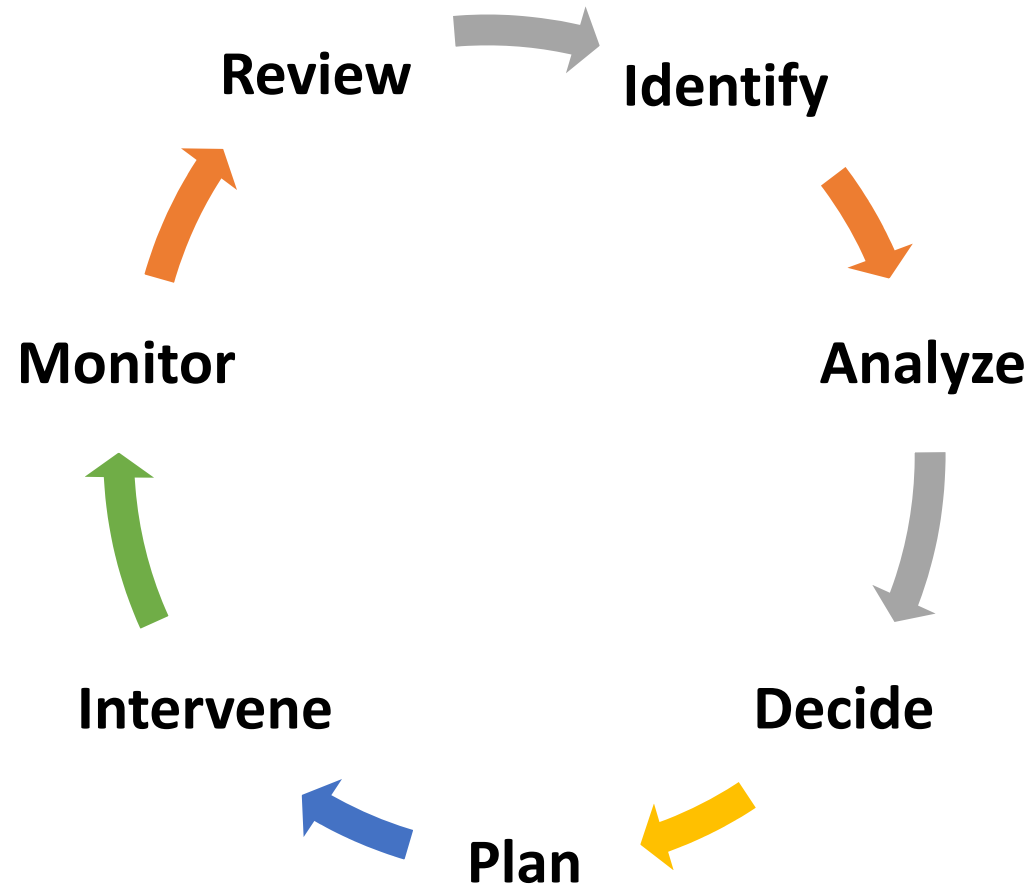 Review
Identify
Analyze
Decide
Plan
Intervene
Monitor